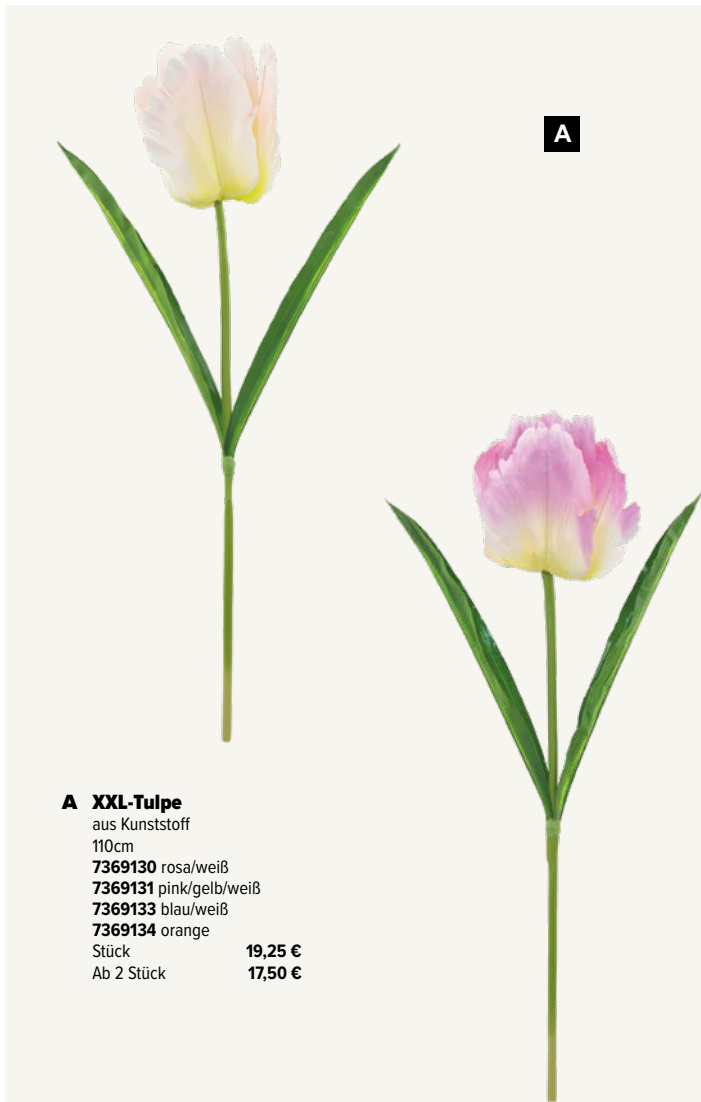 A
A XXL-Tulpe
aus Kunststoff
110cm
7369130 rosa/weiß
7369131 pink/gelb/weiß
7369133 blau/weiß
7369134 orange
Stück 19,25 €
Ab 2 Stück 17,50 €